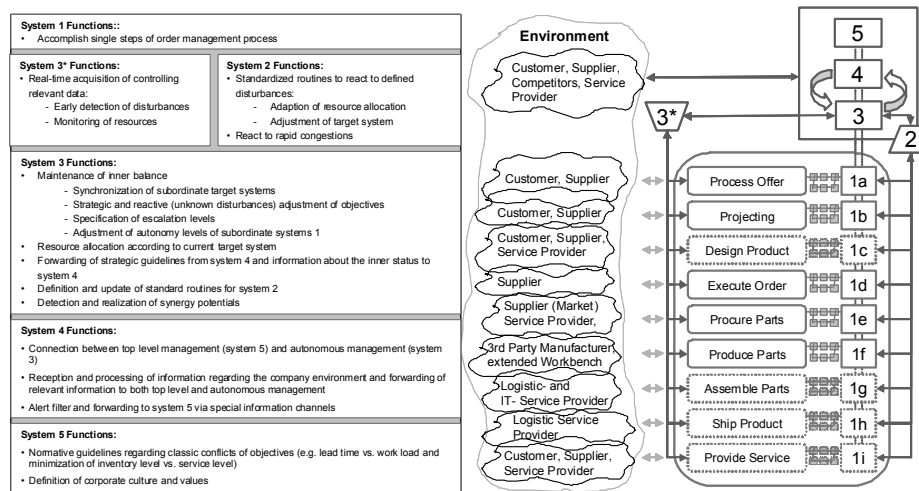 System 1 Functions::
• Accomplish single steps of order management process
System 3* Functions:
• Real-time acquisition of controlling
relevant data:
- Early detection of disturbances
- Monitoring of resources
System 2 Functions:
• Standardized routines to react to defined
disturbances:
- Adaption of resource allocation
- Adjustment of target system
• React to rapid congestions
System 3 Functions:
• Maintenance of inner balance
- Synchronization of subordinate target systems
- Strategic and reactive (unknown disturbances) adjustment of objectives
- Specification of escalation levels
- Adjustment of autonomy levels of subordinate systems 1
• Resource allocation according to current target system
• Forwarding of strategic guidelines from system 4 and information about the inner status to
system 4
• Definition and update of standard routines for system 2
• Detection and realization of synergy potentials
System 4 Functions:
• Connection between top level management (system 5) and autonomous management (system
3)
• Reception and processing of information regarding the company environment and forwarding of
relevant information to both top level and autonomous management
• Alert filter and forwarding to system 5 via special information channels
System 5 Functions:
• Normative guidelines regarding classic conflicts of objectives (e.g. lead time vs. work load and
minimization of inventory level vs. service level)
• Definition of corporate culture and values
Environment
Customer, Supplier,
Competitors, Service
Provider
5
4
3
3*
2
Customer, Supplier
Process Offer
1a
Customer, Supplier
Projecting
1b
Customer, Supplier,
Service Provider
Design Product
1c
Supplier
Execute Order
1d
Supplier (Market)
Service Provider,
Procure Parts
1e
3rd Party Manufacturer,
extended Workbench
Produce Parts
1f
Logistic- and
IT- Service Provider
Assemble Parts
1g
Logistic Service
Provider
Ship Product
1h
Customer, Supplier,
Service Provider
Provide Service
1i